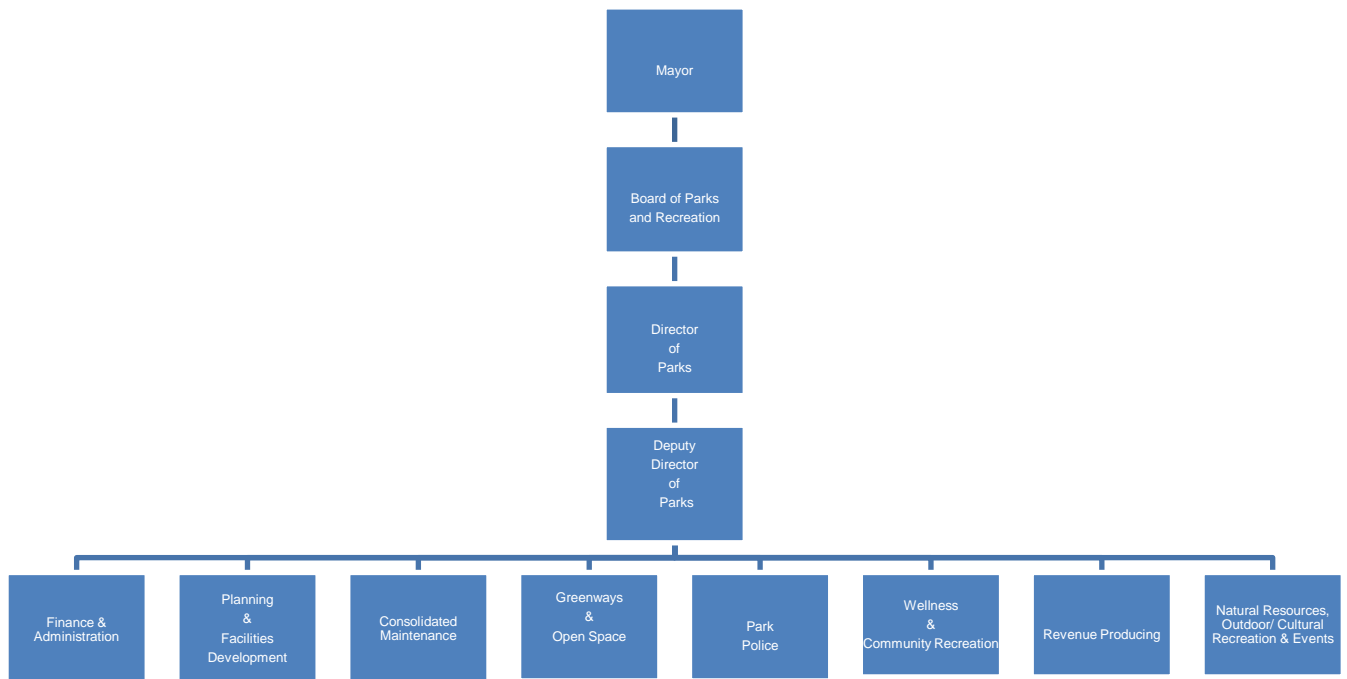 Mayor
Board of Parks
and Recreation
Director
of
Parks
Deputy
Director
of
Parks
Finance &
Administration
Planning
&
Facilities
Development
Consolidated
Maintenance
Greenways
&
Open Space
Park
Police
Wellness
&
Community Recreation
Revenue Producing
Natural Resources,
Outdoor/ Cultural
Recreation & Events